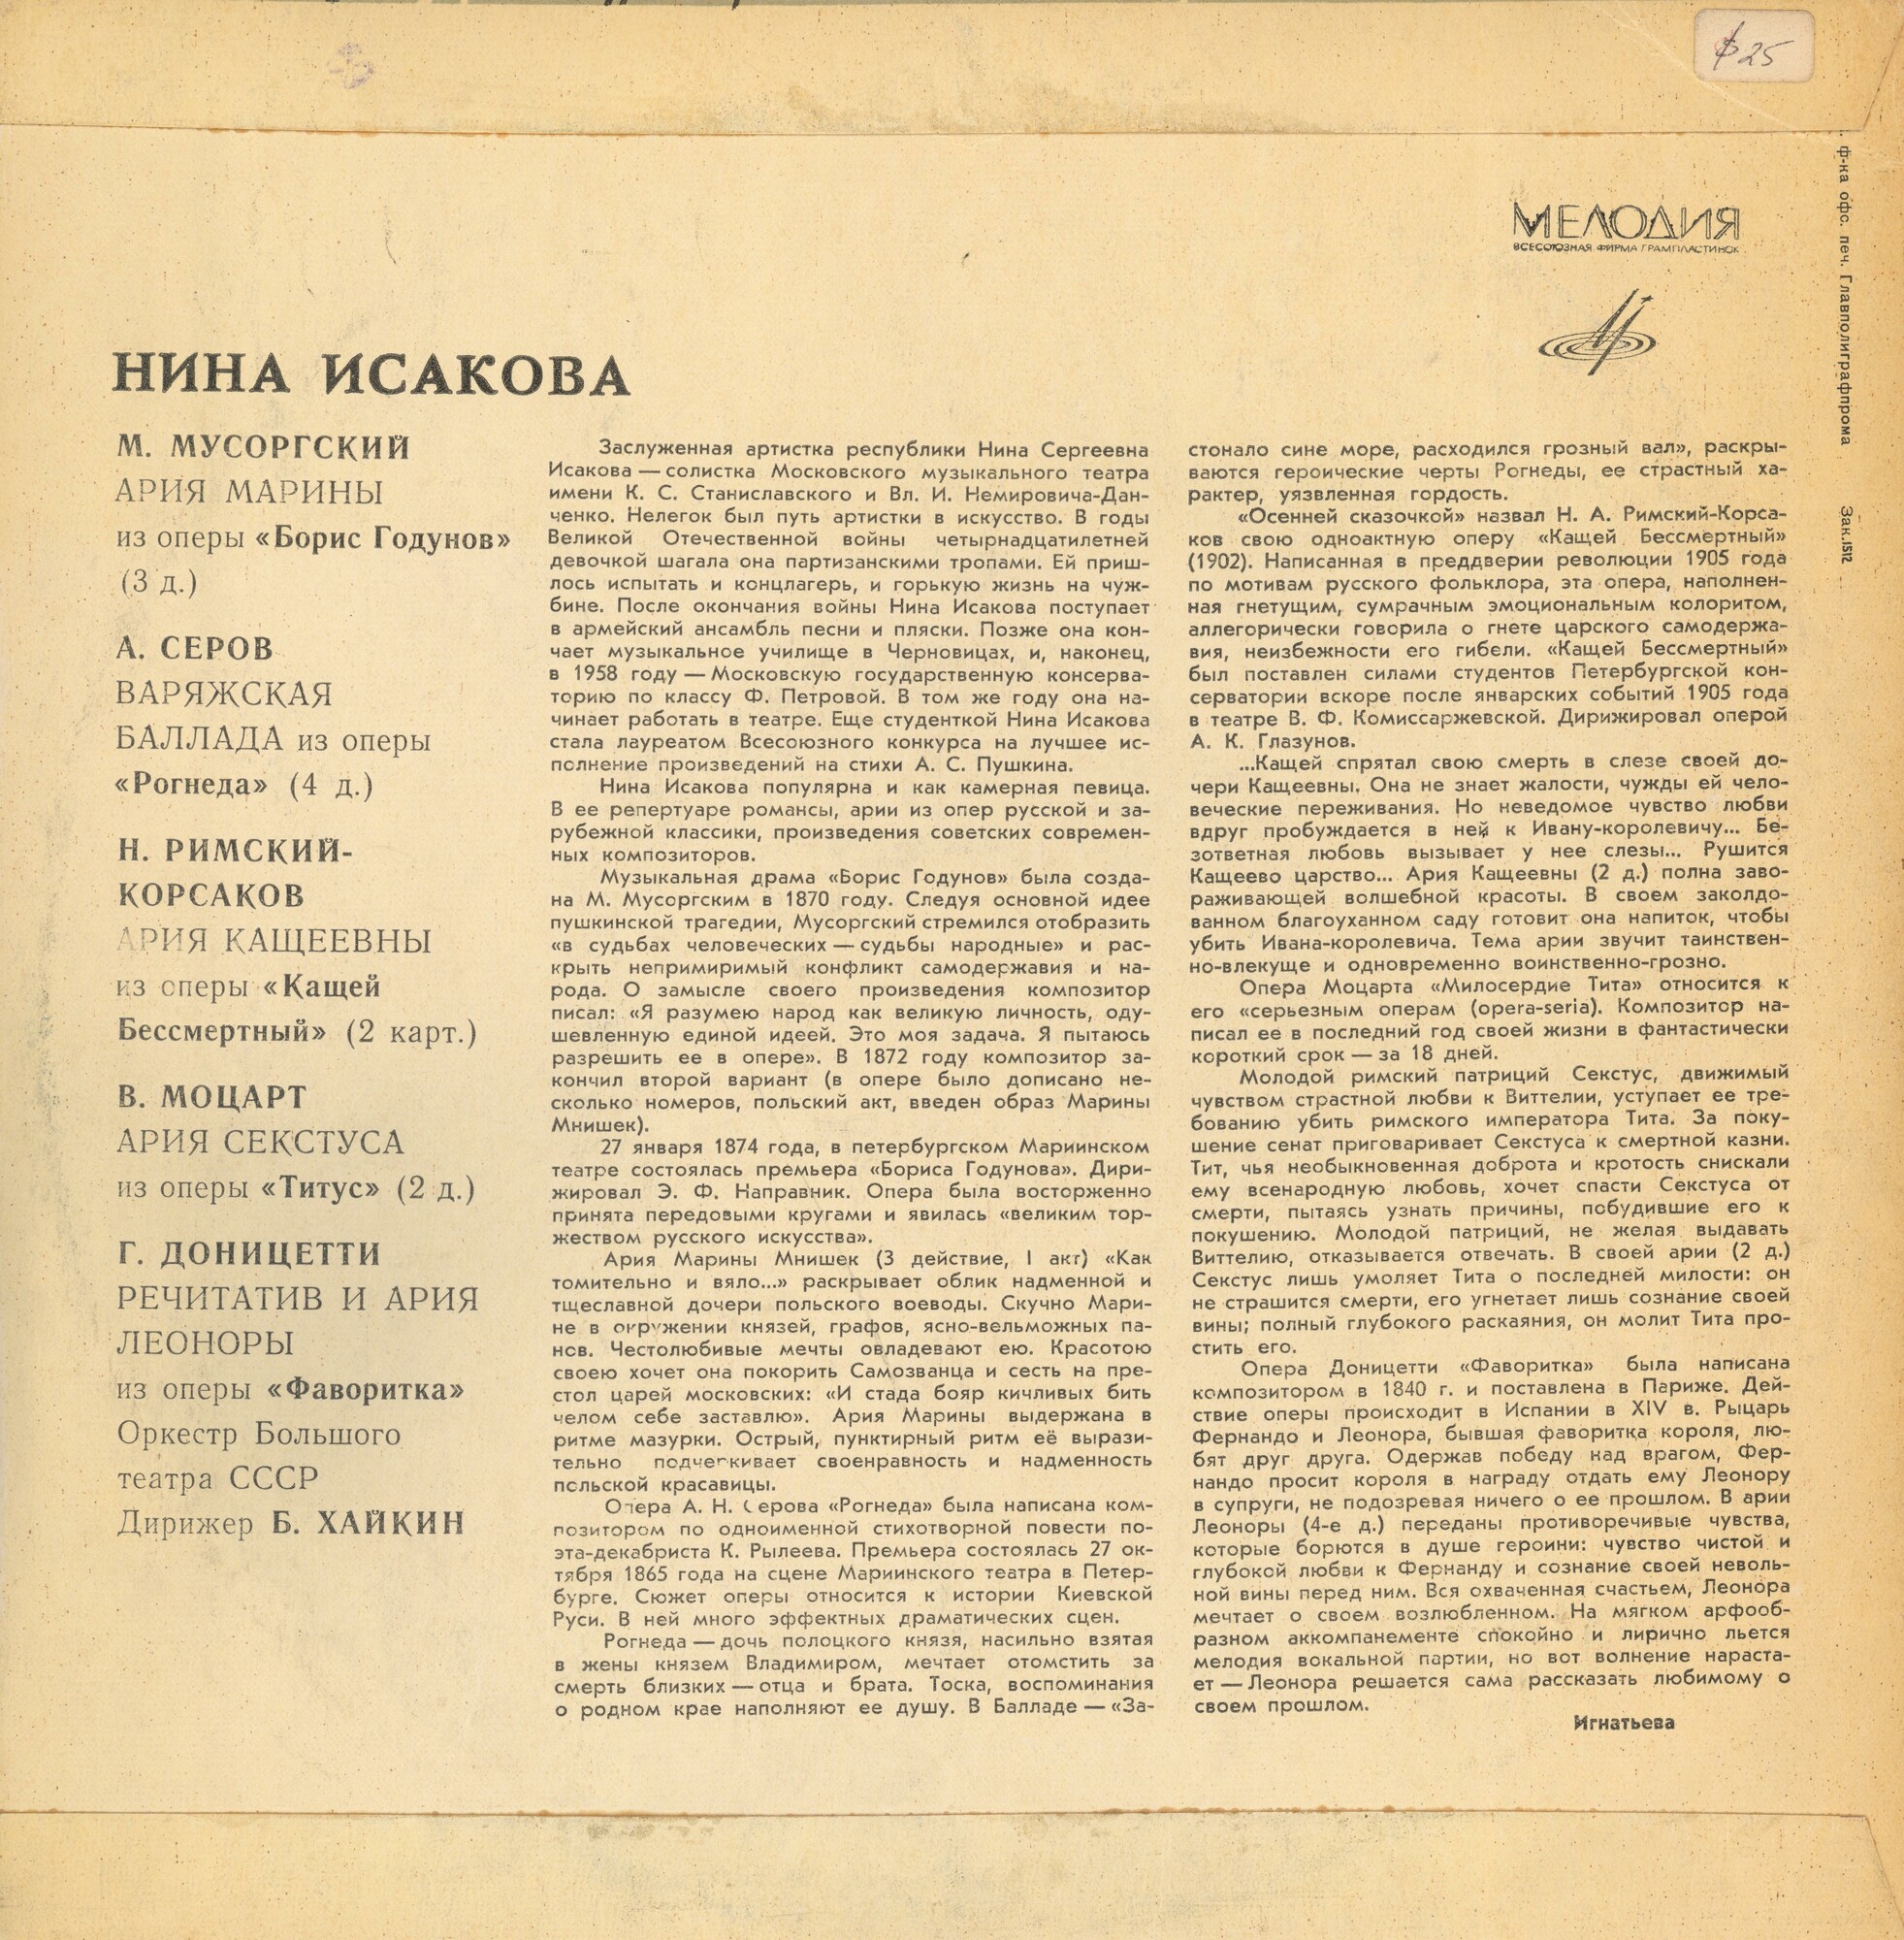 $25
МЕЛОДИЯ
ВСЕСОЮЗНАЯ ФИРМА ГРАМПЛАСТИНОК
НИНА ИСАКОВА
М. МУСОРГСКИЙ
АРИЯ МАРИНЫ
из оперы «Борис Годунов»
(3 д.)
А. СЕРОВ
ВАРЯЖСКАЯ
БАЛЛАДА из оперы
«Рогнеда» (4 д.)
Н. РИМСКИЙ-
КОРСАКОВ
АРИЯ КАЩЕЕВНЫ
из оперы «Кащей
Бессмертный» (2 карт.)
В. МОЦАРТ
АРИЯ СЕКСТУСА
из оперы «Титус» (2 д.)
Г. ДОНИЦЕТТИ
РЕЧИТАТИВ И АРИЯ
ЛЕОНОРЫ
из оперы «Фаворитка»
Оркестр Большого
театра СССР
Дирижер Б. ХАЙКИН
Заслуженная артистка республики Нина Сергеевна
Исакова — солистка Московского музыкального театра
имени К. С. Станиславского и Вл. И. Немировича-Дан-
ченко. Нелегок был путь артистки в искусство. В годы
Великой Отечественной войны четырнадцатилетней
девочкой шагала она партизанскими тропами. Ей приш-
лось испытать и концлагерь, и горькую жизнь на чуж-
бине. После окончания войны Нина Исакова поступает
в армейский ансамбль песни и пляски. Позже она кон-
чает музыкальное училище в Черновицах, и, наконец,
в 1958 году — Московскую государственную консерва-
торию по классу Ф. Петровой. В том же году она на-
чинает работать в театре. Еще студенткой Нина Исакова
стала лауреатом Всесоюзного конкурса на лучшее ис-
полнение произведений на стихи А. С. Пушкина.
Нина Исакова популярна и как камерная певица.
В ее репертуаре романсы, арии из опер русской и за-
рубежной классики, произведения советских современ-
ных композиторов.
Музыкальная драма «Борис Годунов» была созда-
на М. Мусоргским в 1870 году. Следуя основной идее
пушкинской трагедии, Мусоргский стремился отобразить
«в судьбах человеческих — судьбы народные» и рас-
крыть непримиримый конфликт самодержавия и на-
рода. О замысле своего произведения композитор
писал: «Я разумею народ как великую личность, оду-
шевленную единой идеей. Это моя задача. Я пытаюсь
разрешить ее в опере». В 1872 году композитор за-
кончил второй вариант (в опере было дописано не-
сколько номеров, польский акт, введен образ Марины
Мнишек).
27 января 1874 года, в петербургском Мариинском
театре состоялась премьера «Бориса Годунова». Дири-
жировал Э. Ф. Направник. Опера была восторженно
принята передовыми кругами и явилась «великим тор-
жеством русского искусства».
Ария Марины Мнишек (3 действие, I акт) «Как
томительно и вяло...» раскрывает облик надменной и
тщеславной дочери польского воеводы. Скучно Мари-
не в окружении князей, графов, ясно-вельможных па-
нов. Честолюбивые мечты овладевают ею. Красотою
своею хочет она покорить Самозванца и сесть на пре-
стол царей московских: «И стада бояр кичливых бить
челом себе заставлю». Ария Марины выдержана в
ритме мазурки. Острый, пунктирный ритм её вырази-
тельно подчеркивает своенравность и надменность
польской красавицы.
Опера А. Н. Серова «Рогнеда» была написана ком-
позитором по одноименной стихотворной повести по-
эта-декабриста К. Рылеева. Премьера состоялась 27 ок-
тября 1865 года на сцене Мариинского театра в Петер-
бурге. Сюжет оперы относится к истории Киевской
Руси. В ней много эффектных драматических сцен.
Рогнеда — дочь полоцкого князя, насильно взятая
в жены князем Владимиром, мечтает отомстить за
смерть близких — отца и брата. Тоска, воспоминания
о родном крае наполняют ее душу. В Балладе — «За-
стонало сине море, расходился грозный вал», раскры-
ваются героические черты Рогнеды, ее страстный ха-
рактер, уязвленная гордость.
«Осенней сказочкой» назвал Н. А. Римский-Корса-
ков свою одноактную оперу «Кащей Бессмертный»
(1902). Написанная в преддверии революции 1905 года
по мотивам русского фольклора, эта опера, наполнен-
ная гнетущим, сумрачным эмоциональным колоритом,
аллегорически говорила о гнете царского самодержа-
вия, неизбежности его гибели. «Кащей Бессмертный»
был поставлен силами студентов Петербургской кон-
серватории вскоре после январских событий 1905 года
в театре В. Ф. Комиссаржевской. Дирижировал оперой
А. К. Глазунов.
...Кащей спрятал свою смерть в слезе своей до-
чери Кащеевны. Она не знает жалости, чужды ей чело-
веческие переживания. Но неведомое чувство любви
вдруг пробуждается в ней к Ивану-королевичу... Бе-
зответная любовь вызывает у нее слезы... Рушится
Кащеево царство... Ария Кащеевны (2 д.) полна заво-
раживающей волшебной красоты. В своем заколдо-
ванном благоуханном саду готовит она напиток, чтобы
убить Ивана-королевича. Тема арии звучит таинствен-
но-влекуще и одновременно воинственно-грозно.
Опера Моцарта «Милосердие Тита» относится к
его «серьезным операм (opera-seria). Композитор на-
писал ее в последний год своей жизни в фантастически
короткий срок — за 18 дней.
Молодой римский патриций Секстус, движимый
чувством страстной любви к Виттелии, уступает ее тре-
бованию убить римского императора Тита. За поку-
шение сенат приговаривает Секстуса к смертной казни.
Тит, чья необыкновенная доброта и кротость снискали
ему всенародную любовь, хочет спасти Секстуса от
смерти, пытаясь узнать причины, побудившие его к
покушению. Молодой патриций, не желая выдавать
Виттелию, отказывается отвечать. В своей арии (2 д.)
Секстус лишь умоляет Тита о последней милости: он
не страшится смерти, его угнетает лишь сознание своей
вины; полный глубокого раскаяния, он молит Тита про-
стить его.
Опера Доницетти «Фаворитка» была написана
композитором в 1840 г. и поставлена в Париже. Дей-
ствие оперы происходит в Испании в XIV в. Рыцарь
Фернандо и Леонора, бывшая фаворитка короля, лю-
бят друг друга. Одержав победу над врагом, Фер-
нандо просит короля в награду отдать ему Леонору
в супруги, не подозревая ничего о ее прошлом. В арии
Леоноры (4-е д.) переданы противоречивые чувства,
которые борются в душе героини: чувство чистой и
глубокой любви к Фернанду и сознание своей неволь-
ной вины перед ним. Вся охваченная счастьем, Леонора
мечтает о своем возлюбленном. На мягком арфооб-
разном аккомпанементе спокойно и лирично льется
мелодия вокальной партии, но вот волнение нараста-
ет — Леонора решается сама рассказать любимому о
своем прошлом.
Игнатьева
ф-ка офс. печ. Главполиграфпрома Зак. 1512